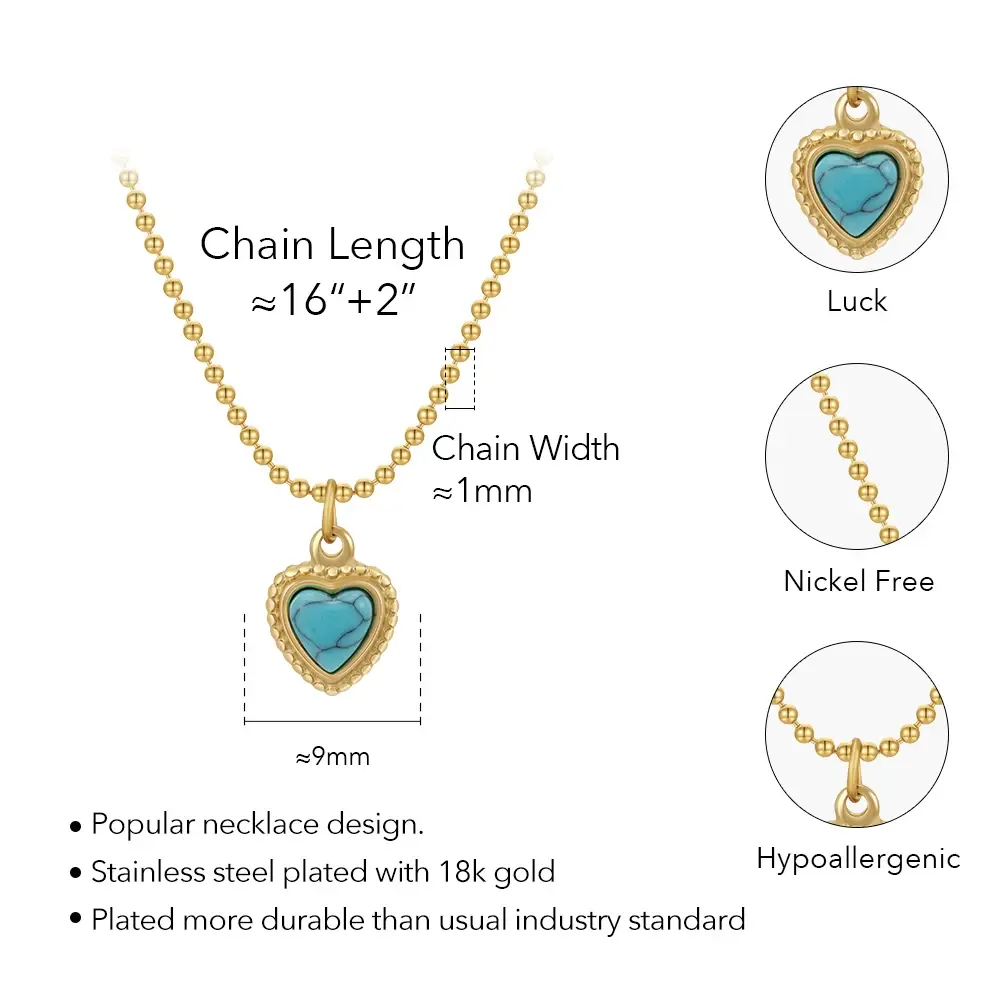 Chain Length
≈16“+2”
Chain Width
≈1mm
≈9mm
Luck
Nickel Free
Hypoallergenic
• Popular necklace design.
• Stainless steel plated with 18k gold
• Plated more durable than usual industry standard